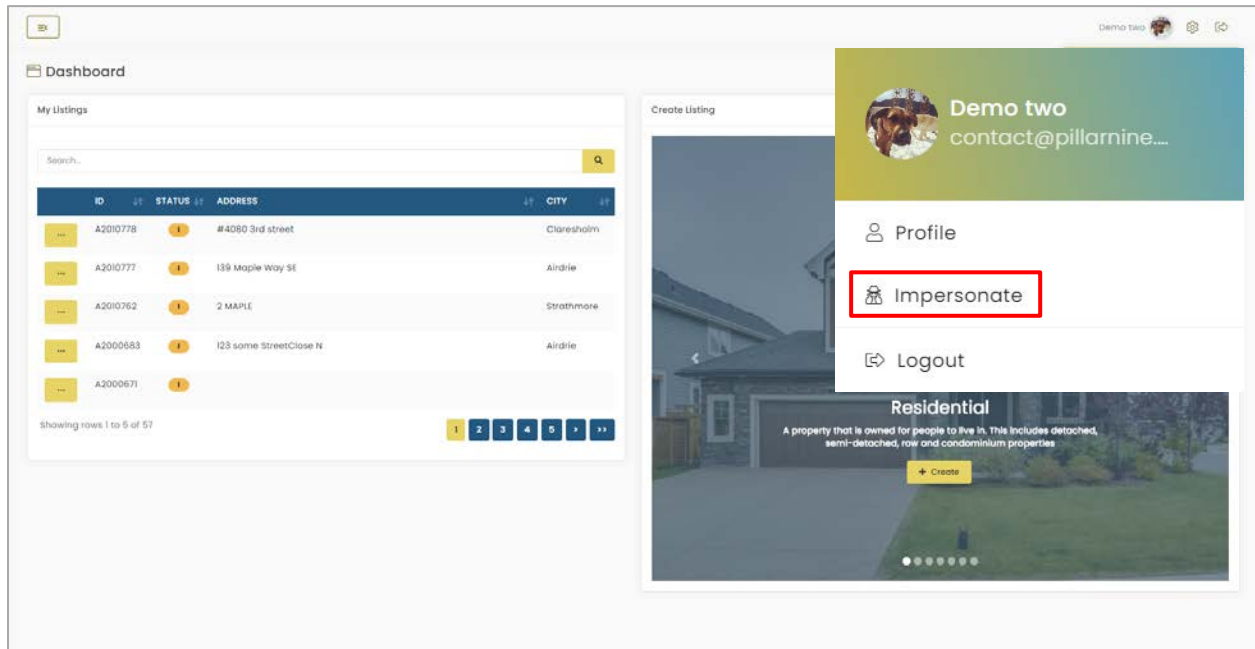 Demo two
Dashboard
My Listings
Search..
ID STATUS ADDRESS CITY
... A2010778 I #4080 3rd street Claresholm
... A2010777 I 139 Maple Way SE Airdrie
... A2010762 I 2 MAPLE Strathmore
... A2000683 I 123 some StreetClose N Airdrie
... A2000671 I
Showing rows 1 to 5 of 57
1 2 3 4 5 › ››
Create Listing
Demo two
contact@pillarnine....
Profile
Impersonate
Logout
Residential
A property that is owned for people to live in. This includes detached,
semi-detached, row and condominium properties
+ Create